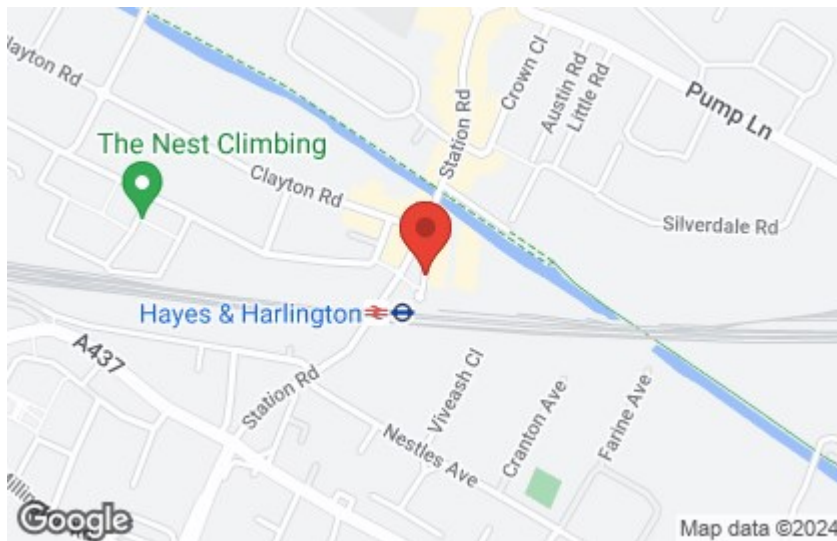 Clayton Rd
The Nest Climbing
Clayton Rd
Station Rd
Crown Cl
Austin Rd
Little Rd
Pump Ln
Silverdale Rd
Hayes & Harlington
A437
Station Rd
Viveash Cl
Nestles Ave
Cranton Ave
Farine Ave
Google
Map data ©2024